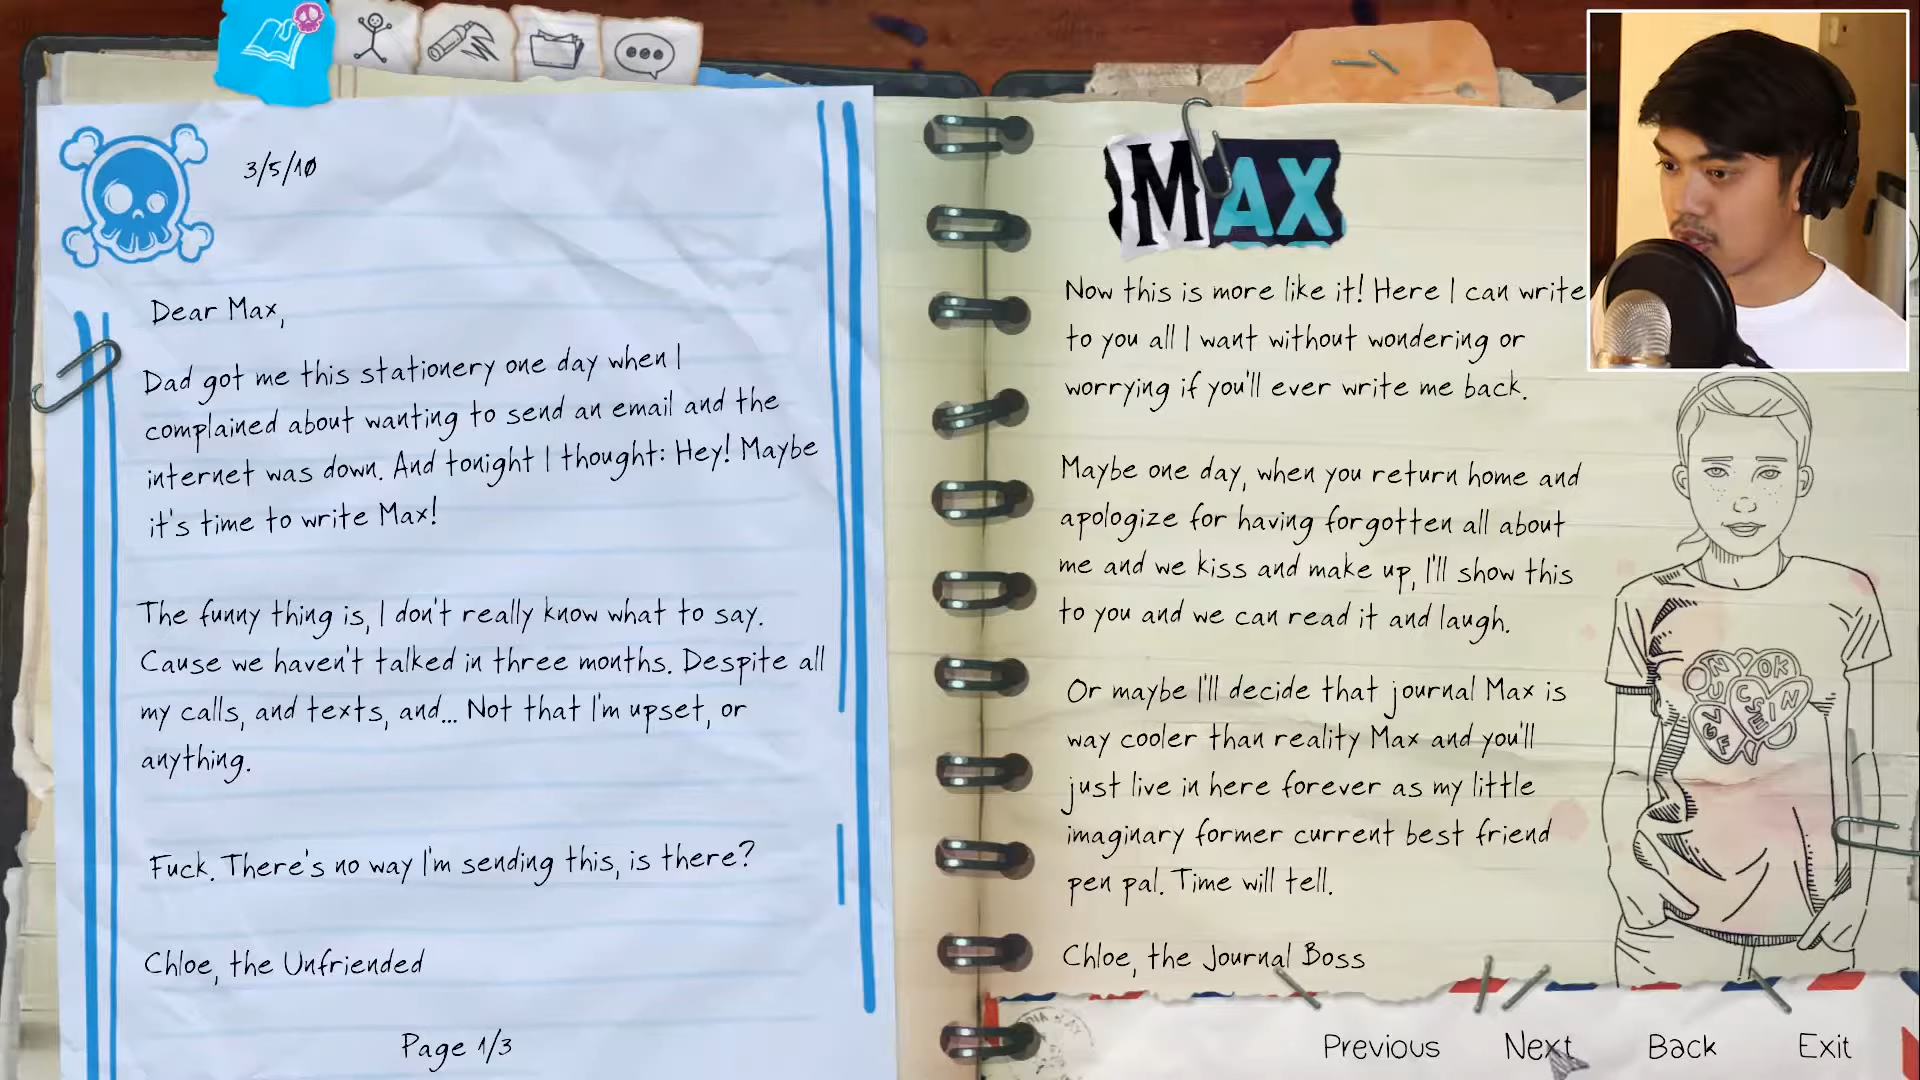 3/5/10
Dear Max,
Dad got me this stationery one day when I
complained about wanting to send an email and the
internet was down. And tonight I thought: Hey! Maybe
it's time to write Max!
The funny thing is, I don't really know what to say.
Cause we haven't talked in three months. Despite all
my calls, and texts, and... Not that I'm upset, or
anything.
Fuck. There's no way I'm sending this, is there?
Chloe, the Unfriended
Page 1/3
MAX
Now this is more like it! Here I can write
to you all I want without wondering or
worrying if you'll ever write me back.
Maybe one day, when you return home and
apologize for having forgotten all about
me and we kiss and make up, I'll show this
to you and we can read it and laugh.
Or maybe I'll decide that journal Max is
way cooler than reality Max and you'll
just live in here forever as my little
imaginary former current best friend
pen pal. Time will tell.
Chloe, the Journal Boss
Previous Next Back Exit